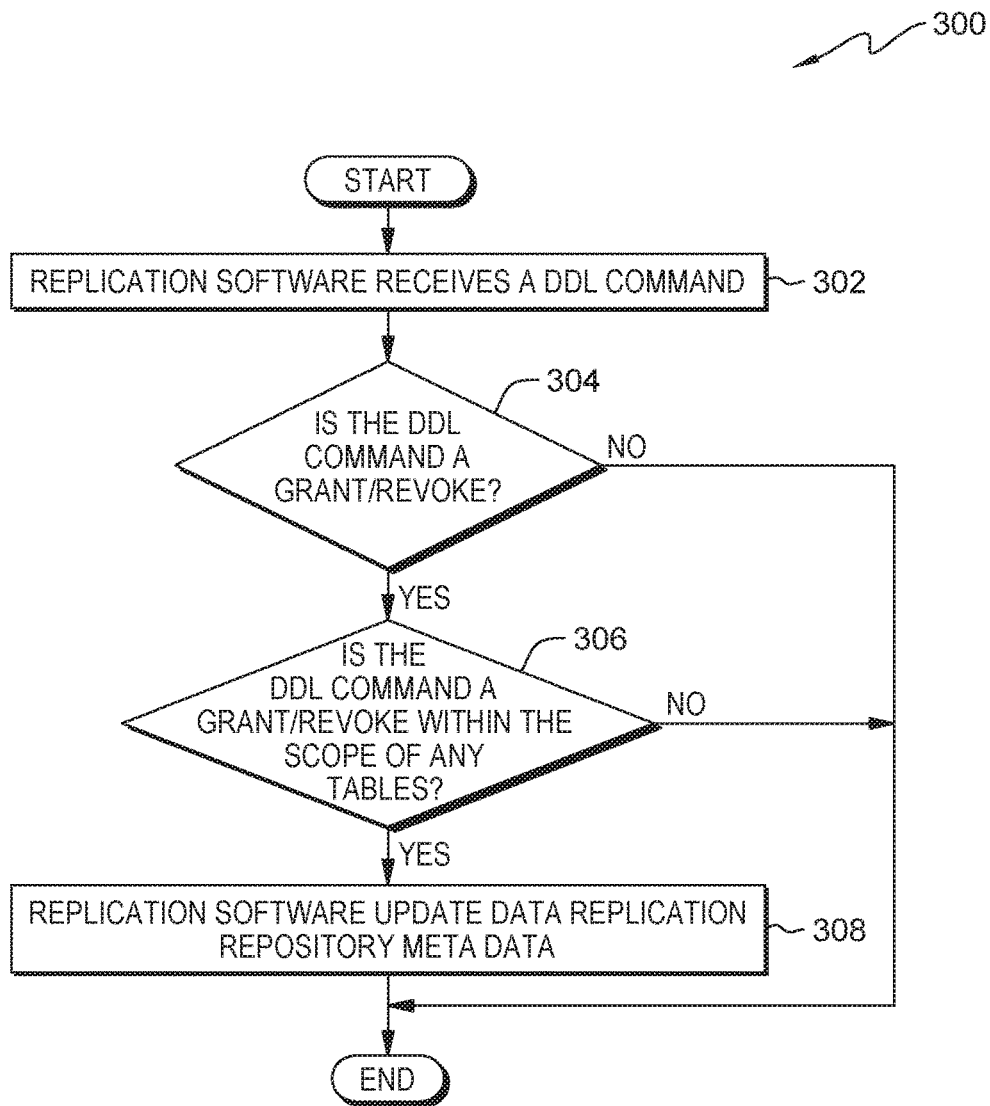 300
START
REPLICATION SOFTWARE RECEIVES A DDL COMMAND
302
304
IS THE DDL
COMMAND A
GRANT/REVOKE?
NO
YES
306
IS THE
DDL COMMAND A
GRANT/REVOKE WITHIN THE
SCOPE OF ANY
TABLES?
NO
YES
REPLICATION SOFTWARE UPDATE DATA REPLICATION
REPOSITORY META DATA
308
END